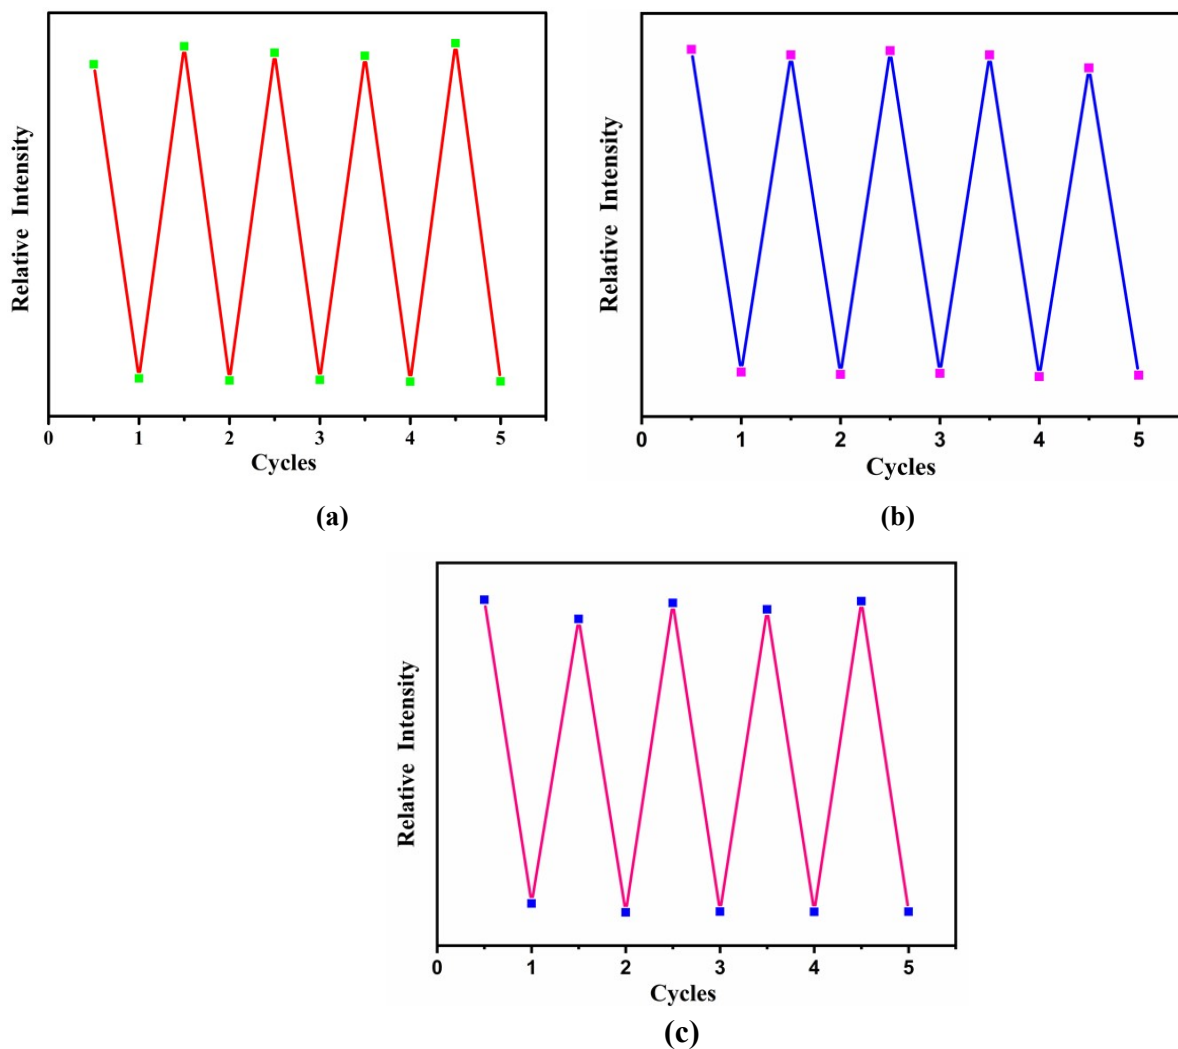 Relative Intensity
0 1 2 3 4 5
Cycles
(a)
Relative Intensity
0 1 2 3 4 5
Cycles
(b)
Relative Intensity
0 1 2 3 4 5
Cycles
(c)